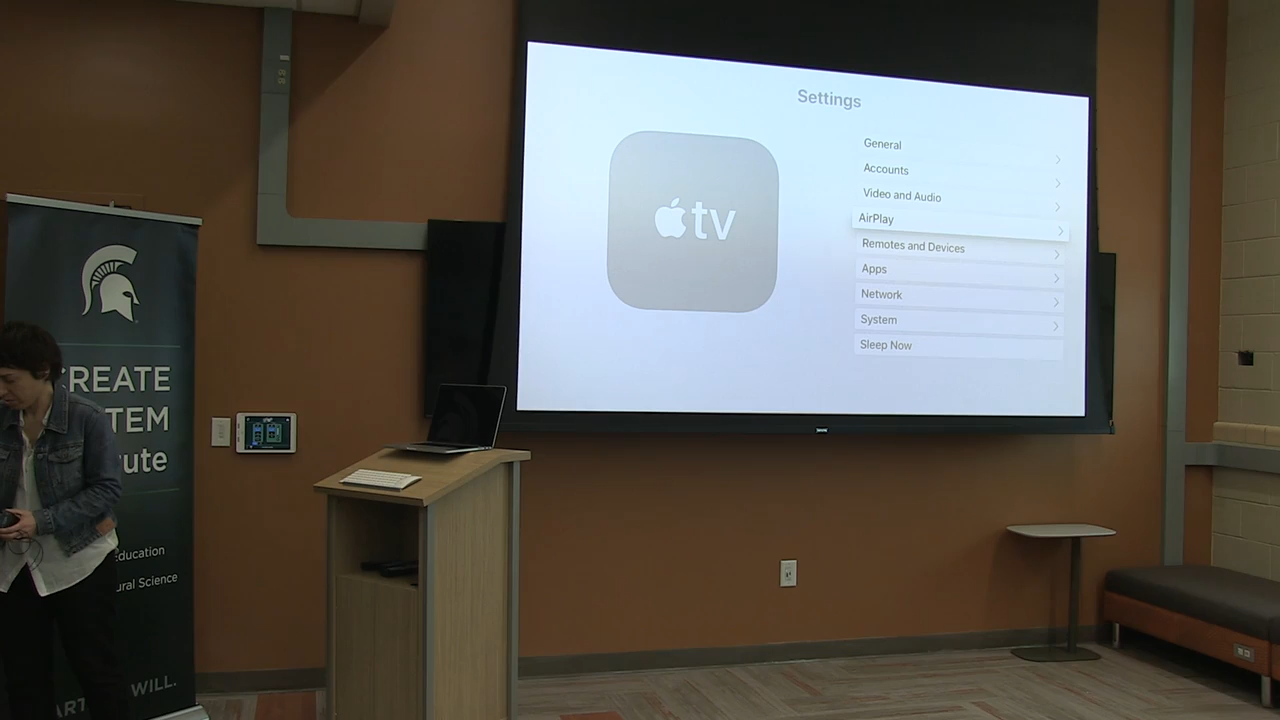 Settings
tv
General
Accounts
Video and Audio
AirPlay
Remotes and Devices
Apps
Network
System
Sleep Now
REATE
TEM
ute
ducation
ural Science
ART
WILL.